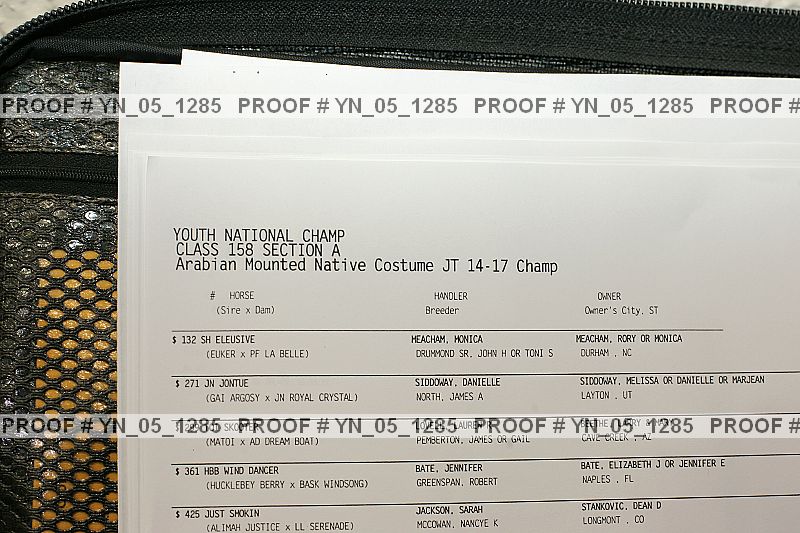 PROOF # YN_05_1285 PROOF # YN_05_1285 PROOF # YN_05_1285 PROOF #
YOUTH NATIONAL CHAMP
CLASS 158 SECTION A
Arabian Mounted Native Costume JT 14-17 Champ
# HORSE HANDLER OWNER
(Sire x Dam) Breeder Owner's City, ST
$ 132 SH ELEUSIVE MEACHAM, MONICA MEACHAM, RORY OR MONICA
(EUKER x PF LA BELLE) DRUMMOND SR, JOHN H OR TONI S DURHAM , NC
$ 271 JN JONTUE SIDDOWAY, DANIELLE SIDDOWAY, MELISSA OR DANIELLE OR MARJEAN
(GAI ARGOSY x JN ROYAL CRYSTAL) NORTH, JAMES A LAYTON , UT
PROOF # YN_05_1285 PROOF # YN_05_1285 PROOF # YN_05_1285 PROOF #
(MATOI x AD DREAM BOAT) PEMBERTON, JAMES OR GAIL CAVE CREEK , AZ
$ 361 HBB WIND DANCER BATE, JENNIFER BATE, ELIZABETH J OR JENNIFER E
(HUCKLEBEY BERRY x BASK WINDSONG) GREENSPAN, ROBERT NAPLES , FL
$ 425 JUST SMOKIN JACKSON, SARAH STANKOVIC, DEAN D
(ALIMAH JUSTICE x LL SERENADE) MCCOWAN, NANCYE K LONGMONT , CO